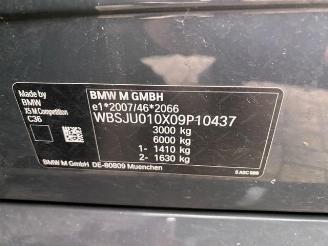 Made by
BMW
X5 M Competition
C36
BMW M GMBH
e1*2007/46*2066
WBSJU010X09P10437
3000 kg
6000 kg
1- 1410 kg
2- 1630 kg
BMW M GmbH DE-80809 Muenchen